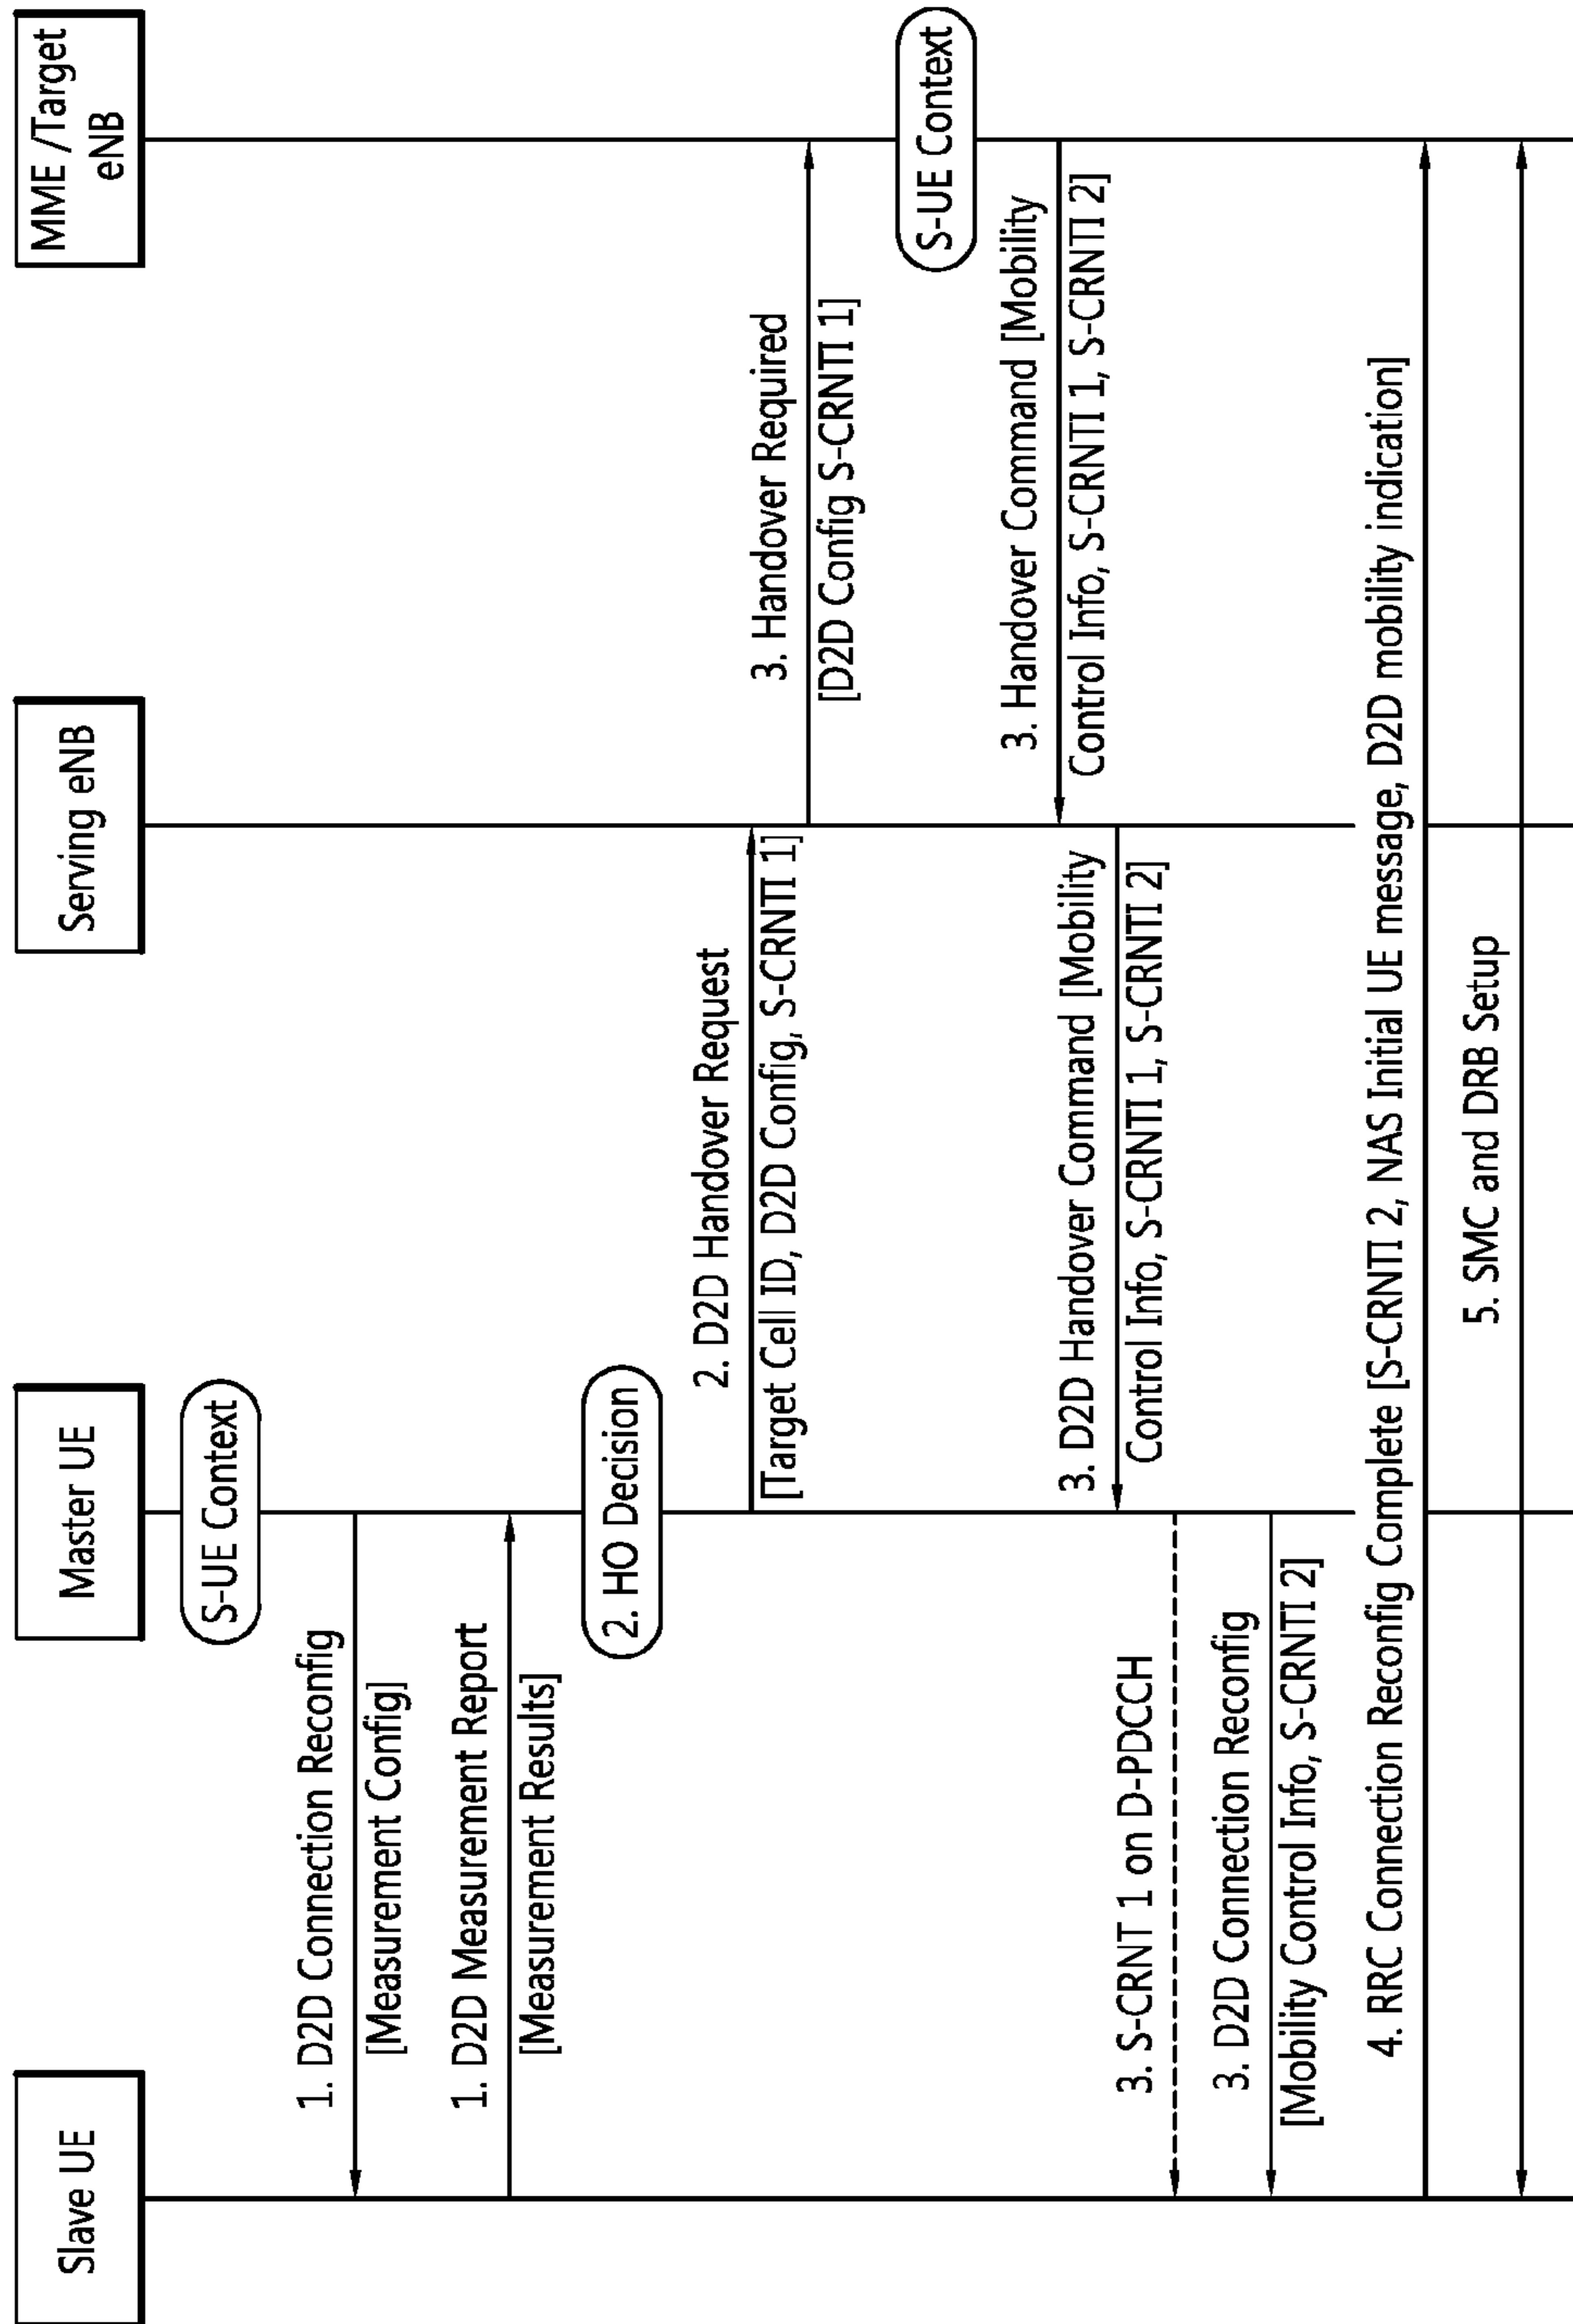 Slave UE
Master UE
Serving eNB
MME /Target
eNB
S-UE Context
1. D2D Connection Reconfig
[Measurement Config]
1. D2D Measurement Report
[Measurement Results]
2. HO Decision
2. D2D Handover Request
[Target Cell ID, D2D Config, S-CRNTI 1]
3. Handover Required
[D2D Config S-CRNTI 1]
S-UE Context
3. Handover Command [Mobility
Control Info, S-CRNTI 1, S-CRNTI 2]
3. D2D Handover Command [Mobility
Control Info, S-CRNTI 1, S-CRNTI 2]
3. S-CRNT 1 on D-PDCCH
3. D2D Connection Reconfig
[Mobility Control Info, S-CRNTI 2]
4. RRC Connection Reconfig Complete [S-CRNTI 2, NAS Initial UE message, D2D mobility indication]
5. SMC and DRB Setup